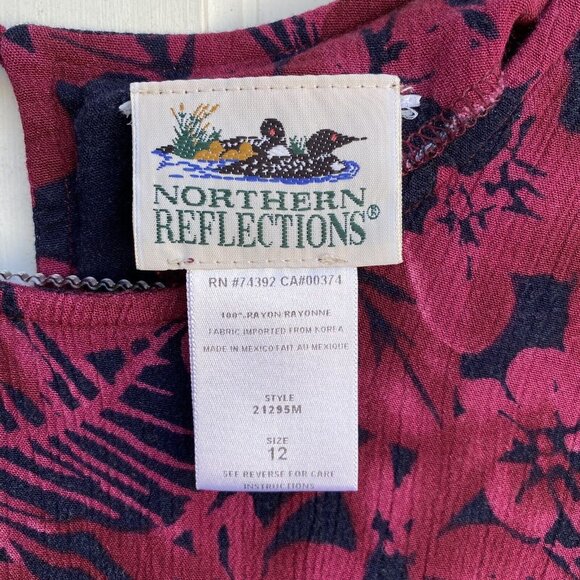 NORTHERN
REFLECTIONS®
RN #74392 CA#00374
100% RAYON/RAYONNE
FABRIC IMPORTED FROM KOREA
MADE IN MEXICO FAIT AU MEXIQUE
STYLE
21295M
SIZE
12
SEE REVERSE FOR CARE
INSTRUCTIONS